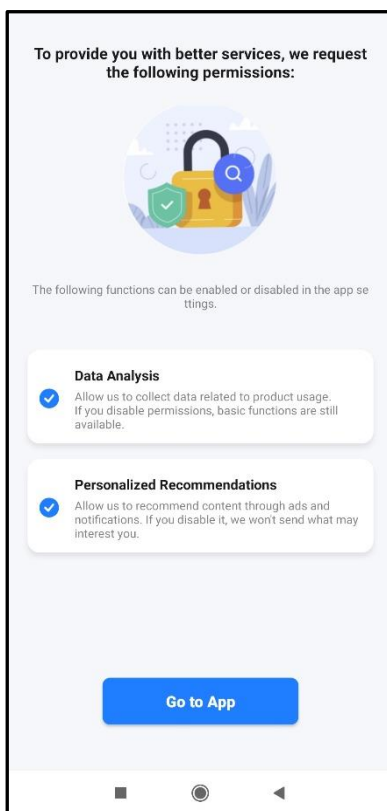 To provide you with better services, we request
the following permissions:
The following functions can be enabled or disabled in the app se
ttings.
Data Analysis
Allow us to collect data related to product usage.
If you disable permissions, basic functions are still
available.
Personalized Recommendations
Allow us to recommend content through ads and
notifications. If you disable it, we won't send what may
interest you.
Go to App